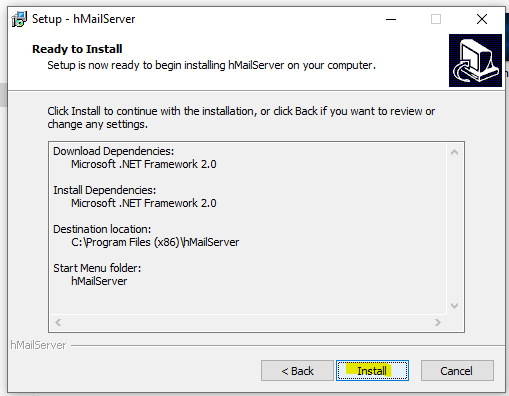 Setup - hMailServer
Ready to Install
Setup is now ready to begin installing hMailServer on your computer.
Click Install to continue with the installation, or click Back if you want to review or
change any settings.
Download Dependencies:
Microsoft .NET Framework 2.0
Install Dependencies:
Microsoft .NET Framework 2.0
Destination location:
C:\Program Files (x86)\hMailServer
Start Menu folder:
hMailServer
hMailServer
< Back
Install
Cancel